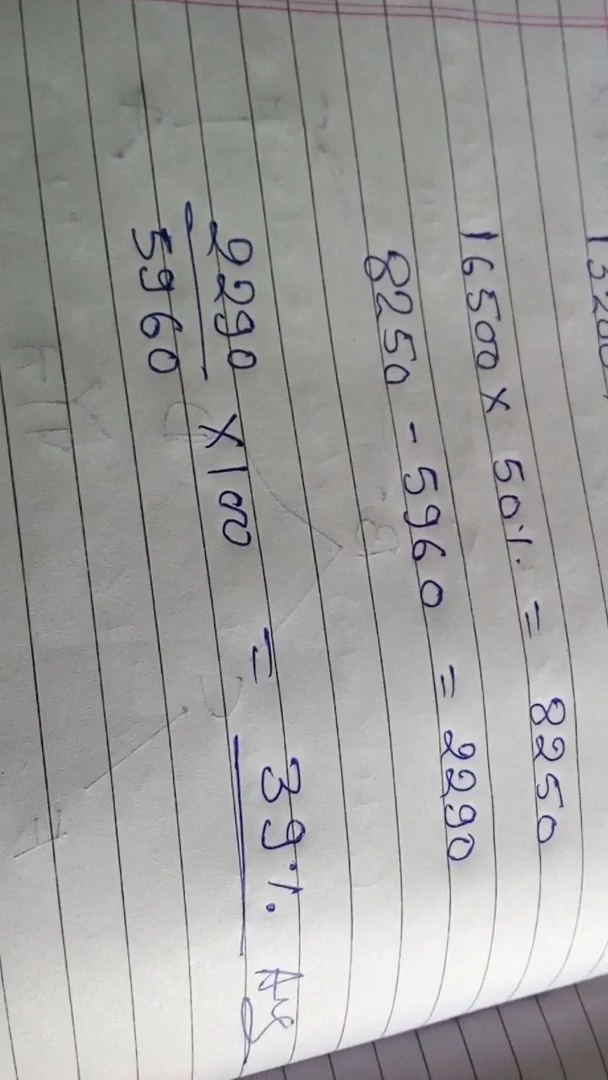 16500 × 50% = 8250
8250 - 5960 = 2290
2290
5960 × 100 = 39% Ans